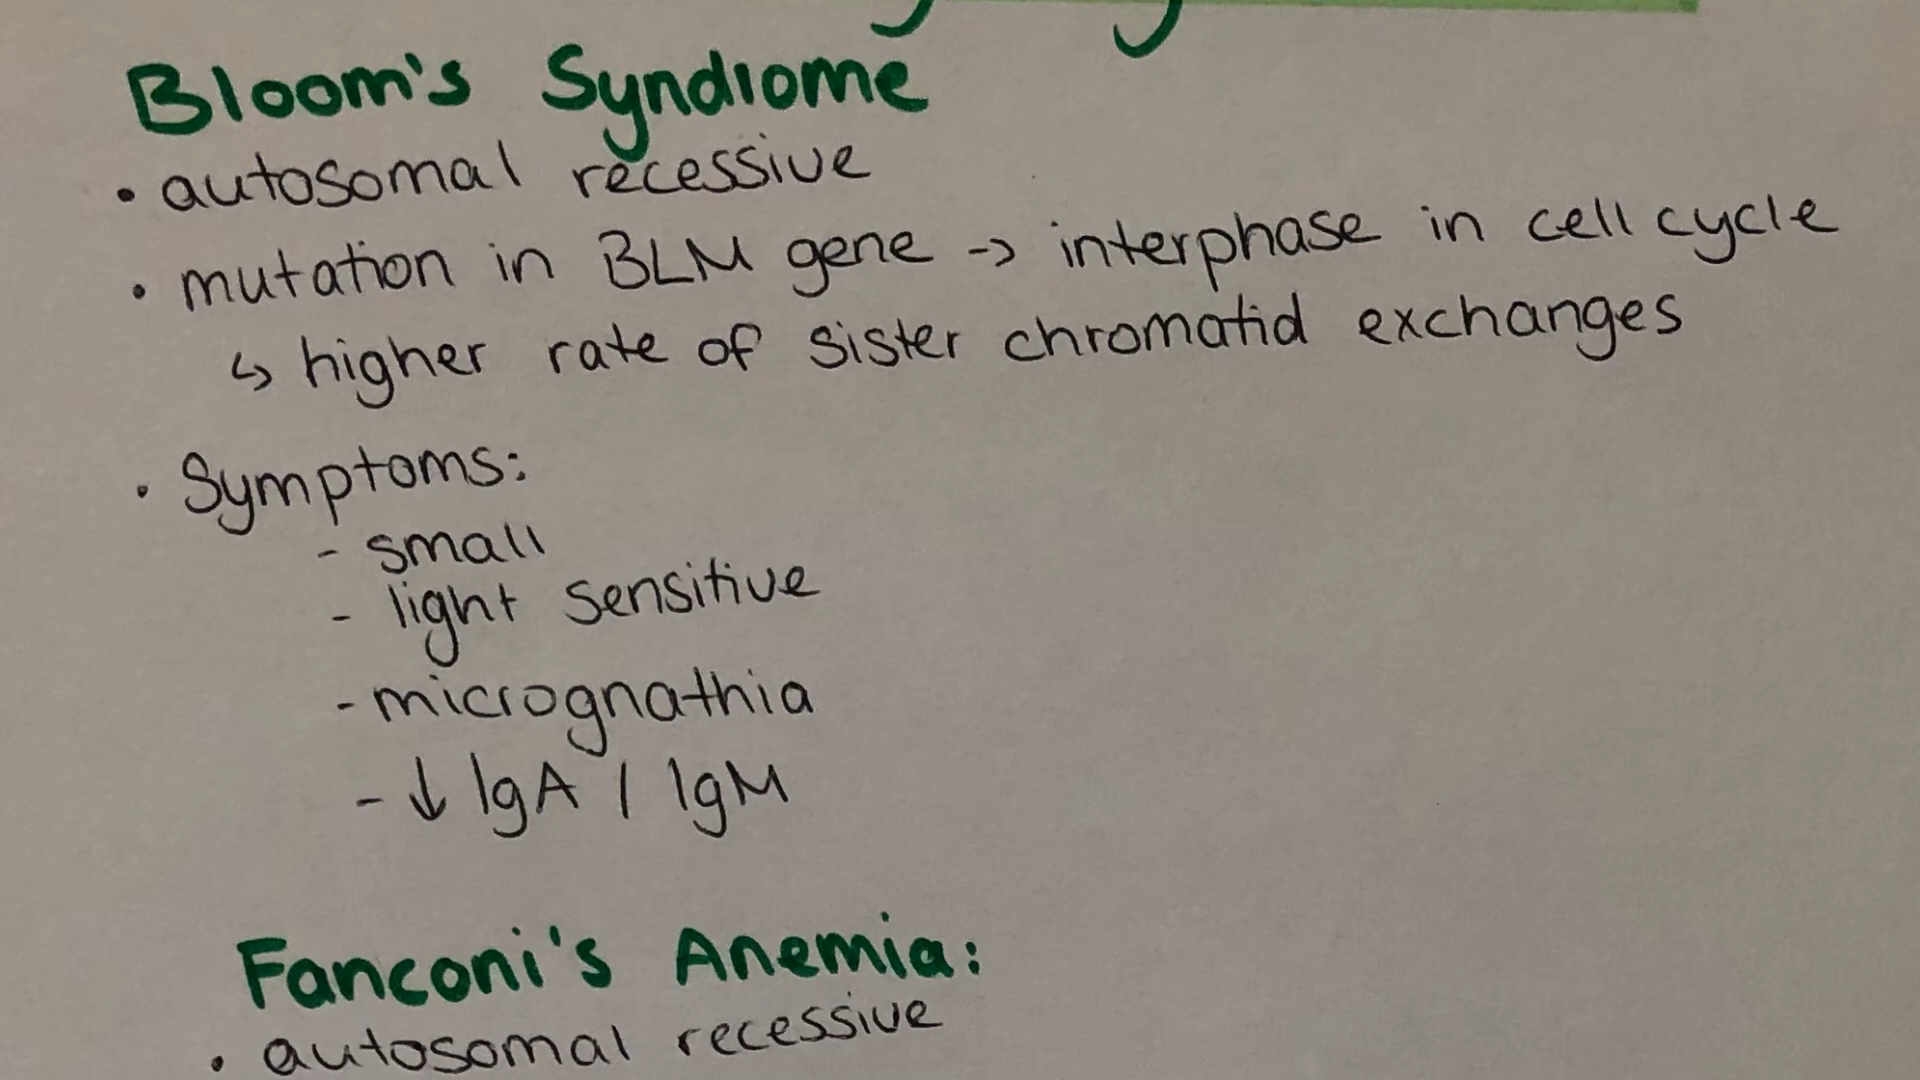 Bloom's Syndrome
• autosomal recessive
• mutation in BLM gene -> interphase in cell cycle
↳ higher rate of sister chromatid exchanges
• Symptoms:
- small
- light sensitive
- micrognathia
- ↓ IgA / IgM
Fanconi's Anemia:
• autosomal recessive